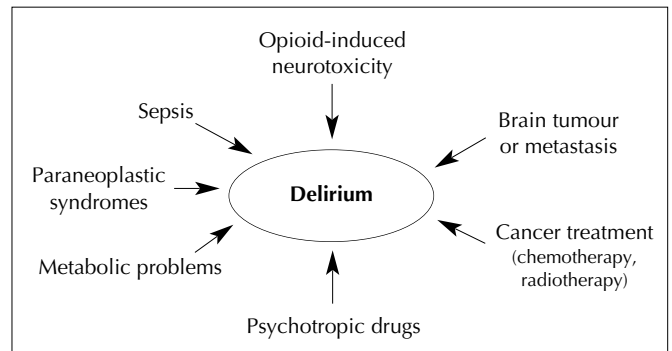 Opioid-induced
neurotoxicity
Sepsis
Brain tumour
or metastasis
Paraneoplastic
syndromes
Delirium
Cancer treatment
(chemotherapy,
radiotherapy)
Metabolic problems
Psychotropic drugs